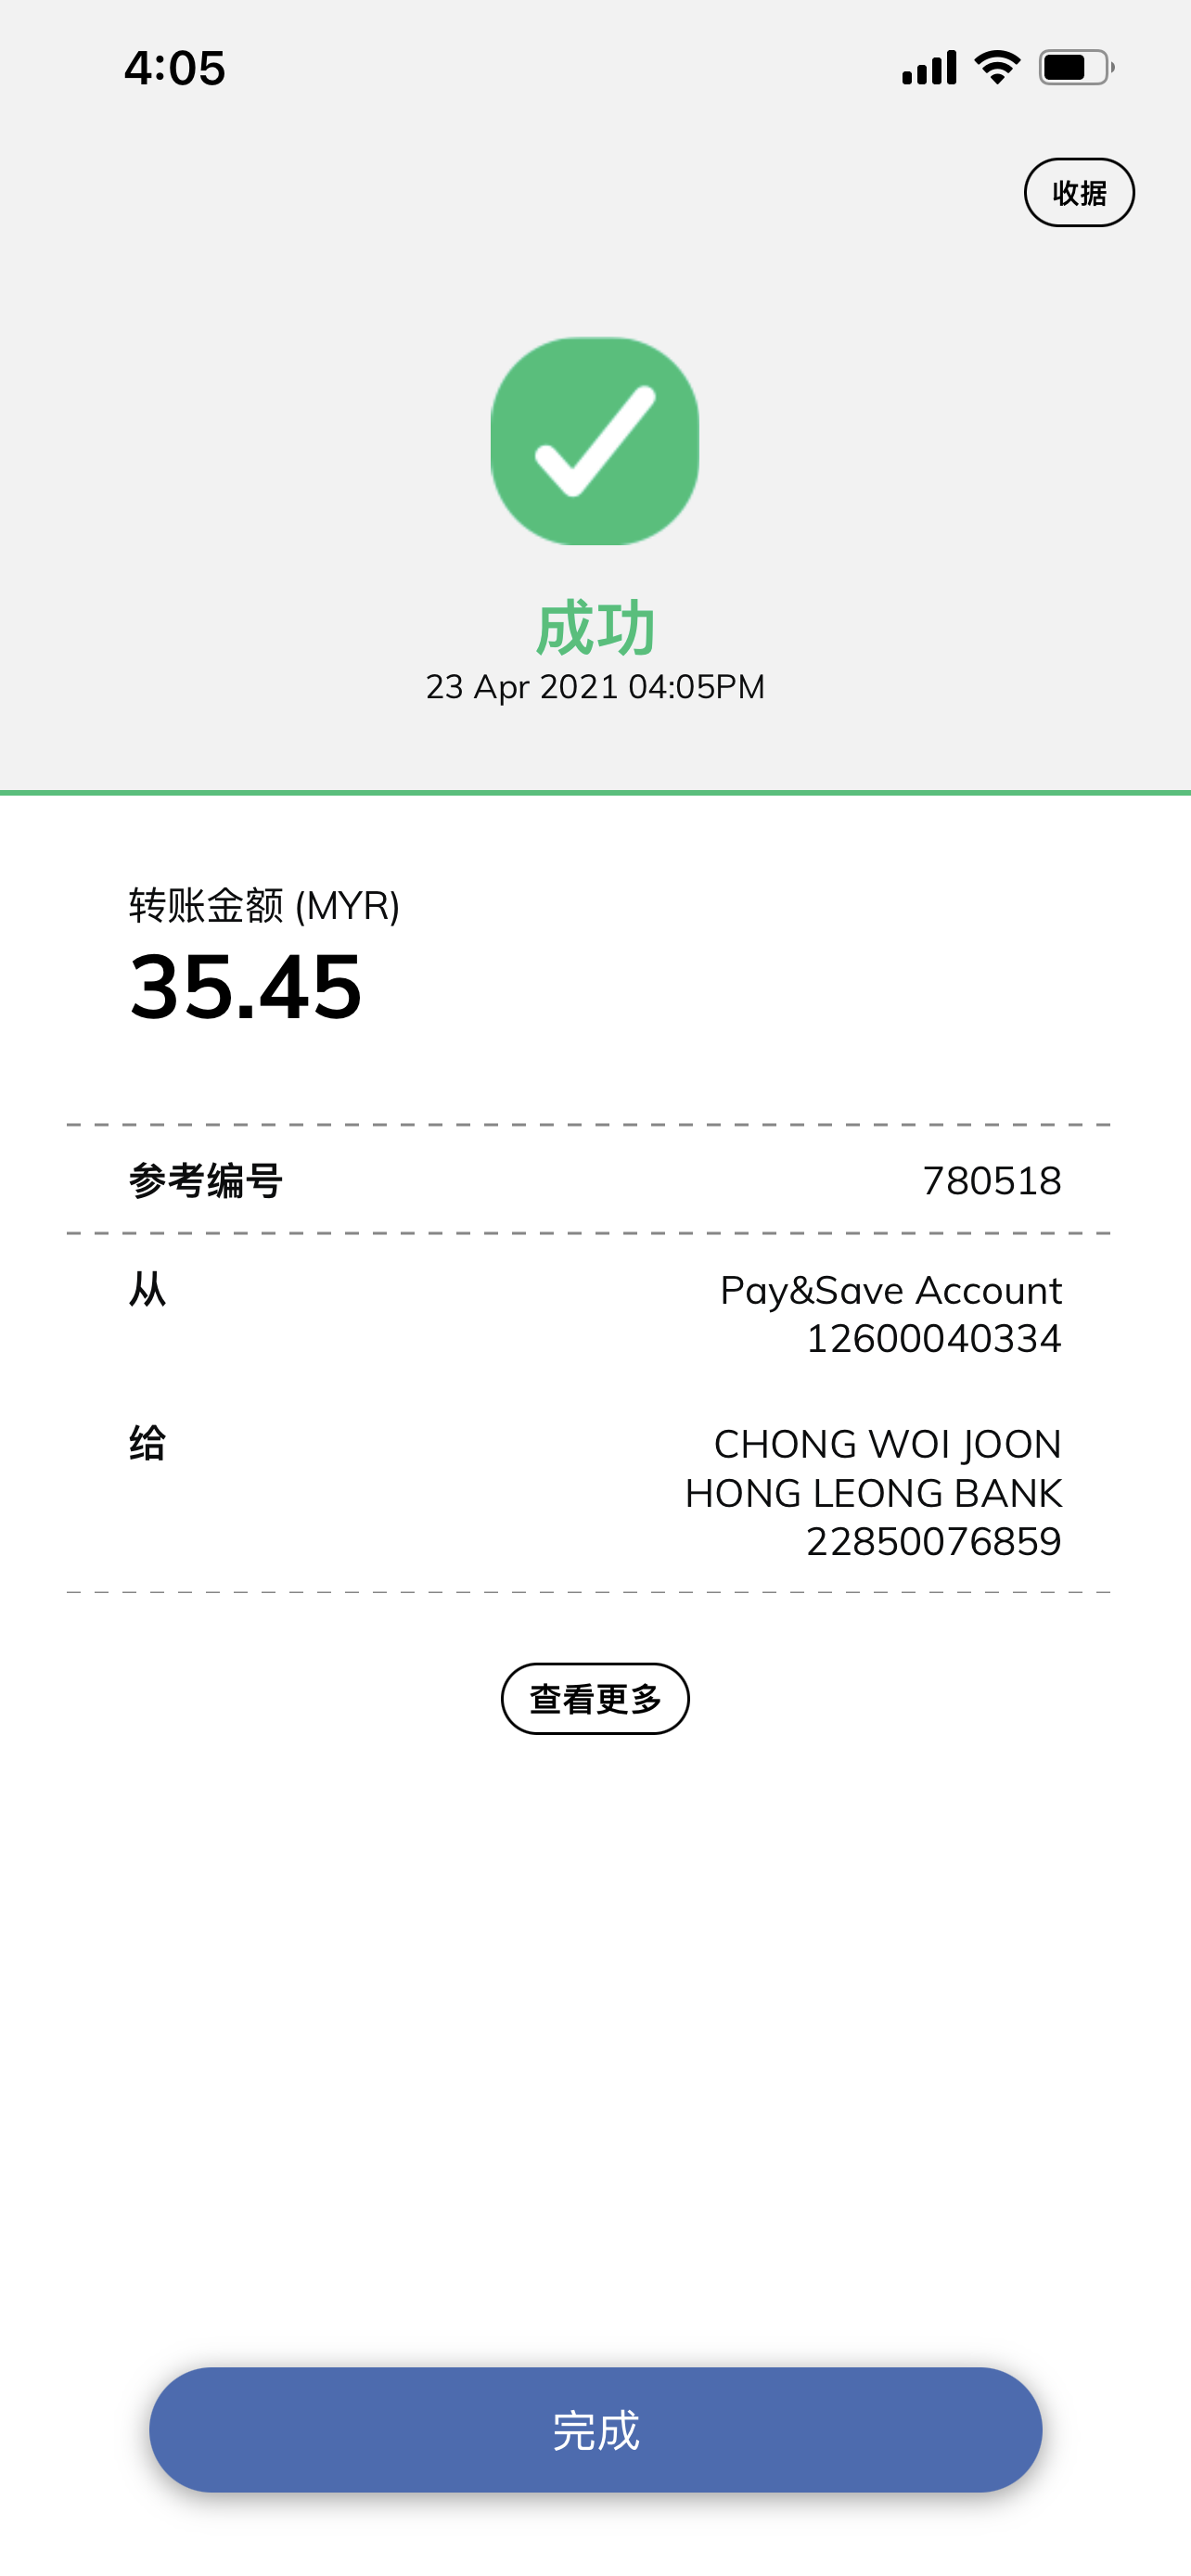 4:05
收据
成功
23 Apr 2021 04:05PM
转账金额 (MYR)
35.45
参考编号 780518
从 Pay&Save Account
12600040334
给 CHONG WOI JOON
HONG LEONG BANK
22850076859
查看更多
完成